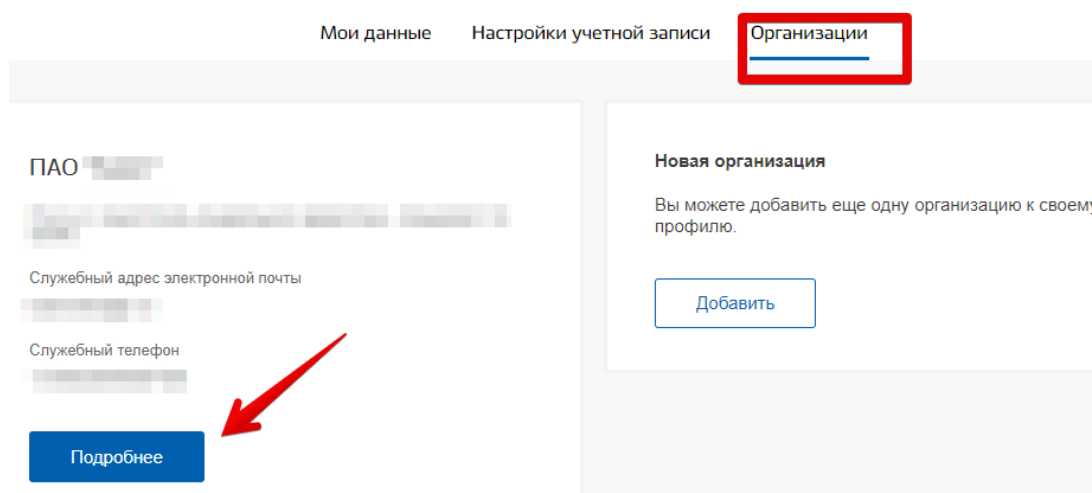 Мои данные
Настройки учетной записи
Организации
ПАО
Служебный адрес электронной почты
Служебный телефон
Подробнее
Новая организация
Вы можете добавить еще одну организацию к своему
профилю.
Добавить